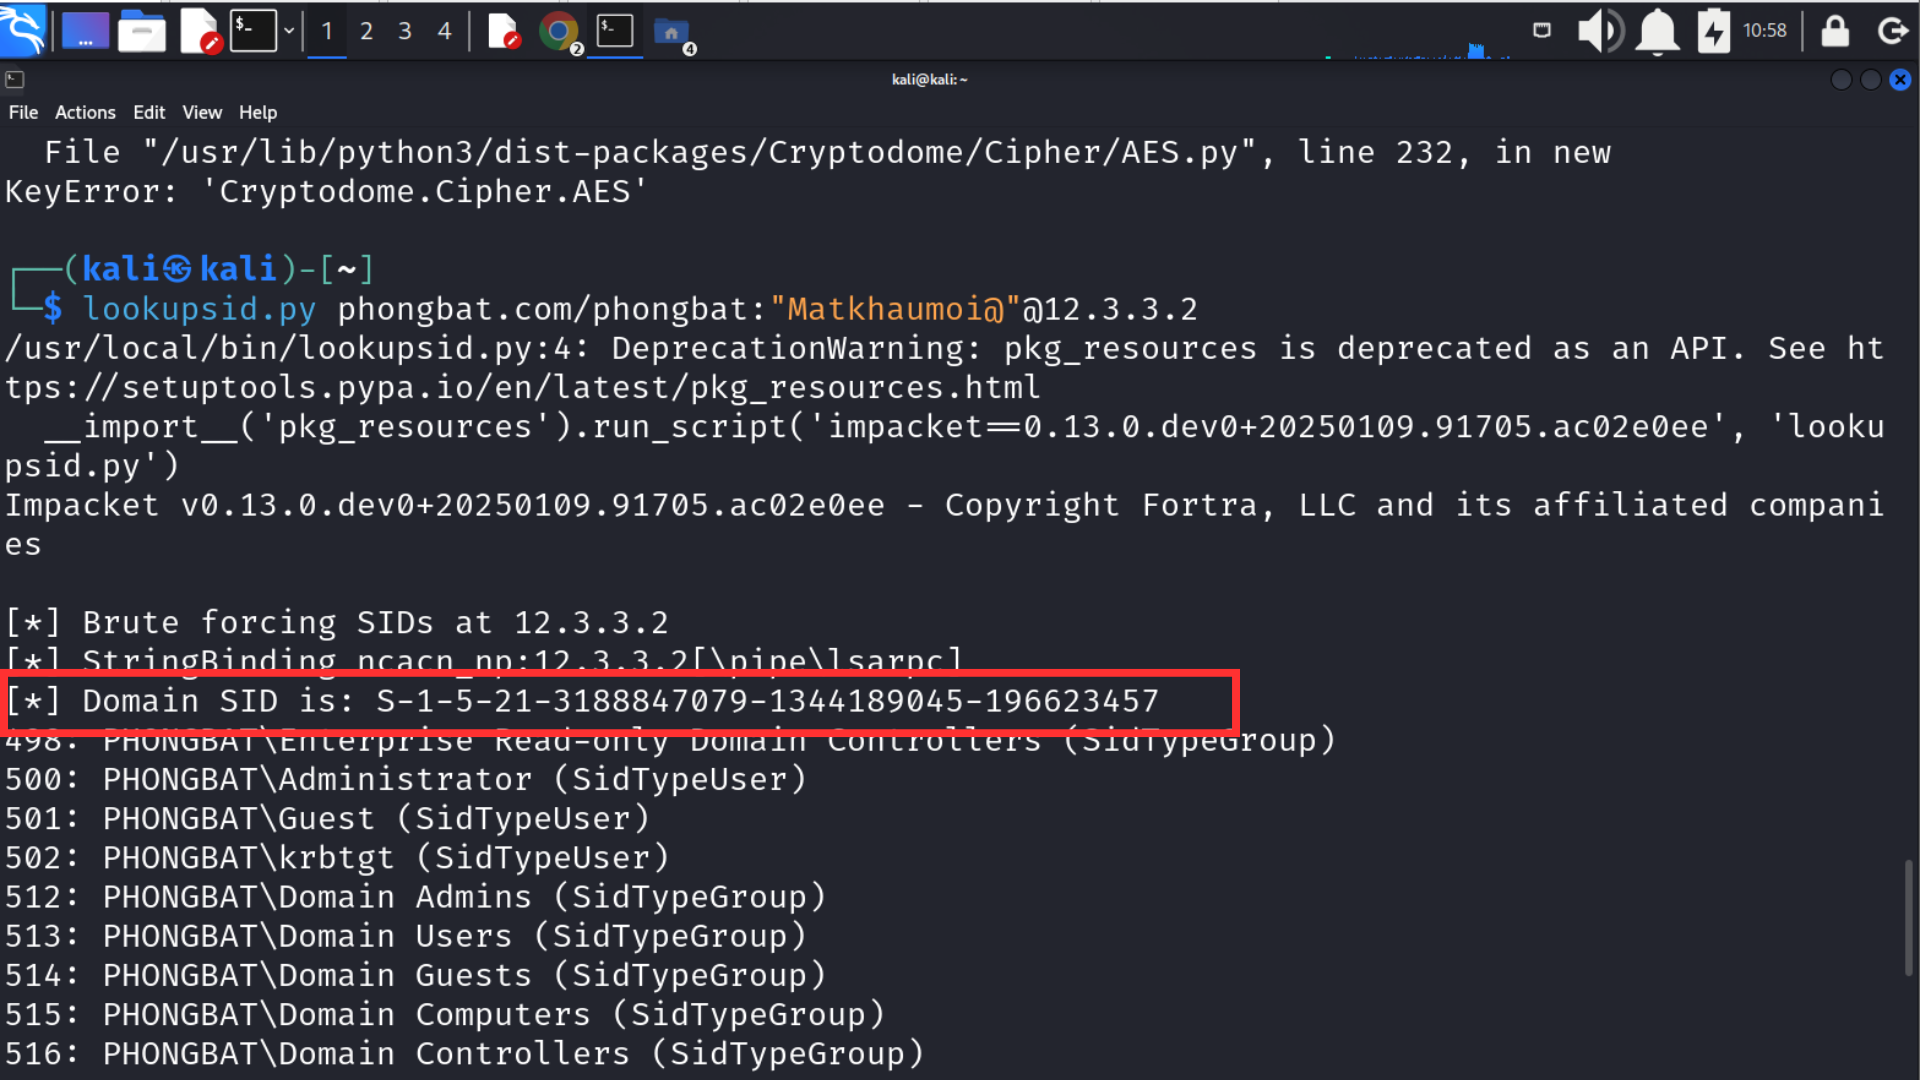 1 2 3 4 2 4 10:58
kali@kali: ~
File Actions Edit View Help
File "/usr/lib/python3/dist-packages/Cryptodome/Cipher/AES.py", line 232, in new
KeyError: 'Cryptodome.Cipher.AES'
┌──(kali㉿kali)-[~]
└─$ lookupsid.py phongbat.com/phongbat:"Matkhaumoi@"@12.3.3.2
/usr/local/bin/lookupsid.py:4: DeprecationWarning: pkg_resources is deprecated as an API. See ht
tps://setuptools.pypa.io/en/latest/pkg_resources.html
__import__('pkg_resources').run_script('impacket==0.13.0.dev0+20250109.91705.ac02e0ee', 'looku
psid.py')
Impacket v0.13.0.dev0+20250109.91705.ac02e0ee - Copyright Fortra, LLC and its affiliated compani
es
[*] Brute forcing SIDs at 12.3.3.2
[*] StringBinding ncacn_np:12.3.3.2[\pipe\lsarpc]
[*] Domain SID is: S-1-5-21-3188847079-1344189045-196623457
498: PHONGBAT\Enterprise Read-only Domain Controllers (SidTypeGroup)
500: PHONGBAT\Administrator (SidTypeUser)
501: PHONGBAT\Guest (SidTypeUser)
502: PHONGBAT\krbtgt (SidTypeUser)
512: PHONGBAT\Domain Admins (SidTypeGroup)
513: PHONGBAT\Domain Users (SidTypeGroup)
514: PHONGBAT\Domain Guests (SidTypeGroup)
515: PHONGBAT\Domain Computers (SidTypeGroup)
516: PHONGBAT\Domain Controllers (SidTypeGroup)